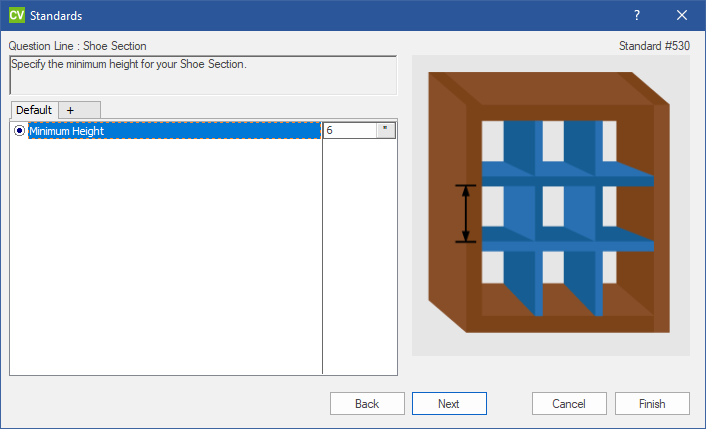 CV Standards ?
Question Line : Shoe Section Standard #530
Specify the minimum height for your Shoe Section.
Default +
Minimum Height 6 "
Back Next Cancel Finish